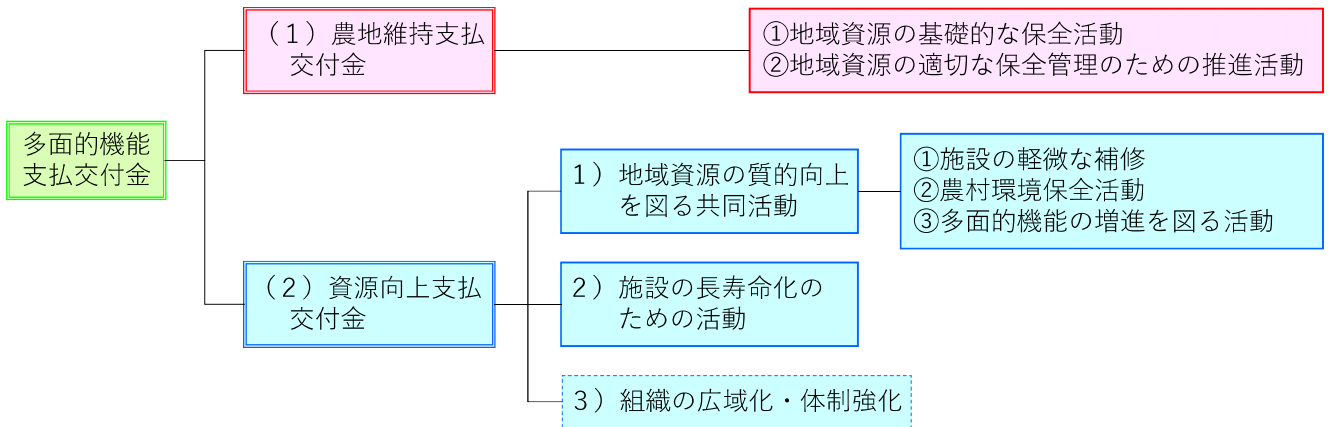 多面的機能
支払交付金
（１）農地維持支払
交付金
①地域資源の基礎的な保全活動
②地域資源の適切な保全管理のための推進活動
（２）資源向上支払
交付金
１）地域資源の質的向上
を図る共同活動
①施設の軽微な補修
②農村環境保全活動
③多面的機能の増進を図る活動
２）施設の長寿命化の
ための活動
３）組織の広域化・体制強化